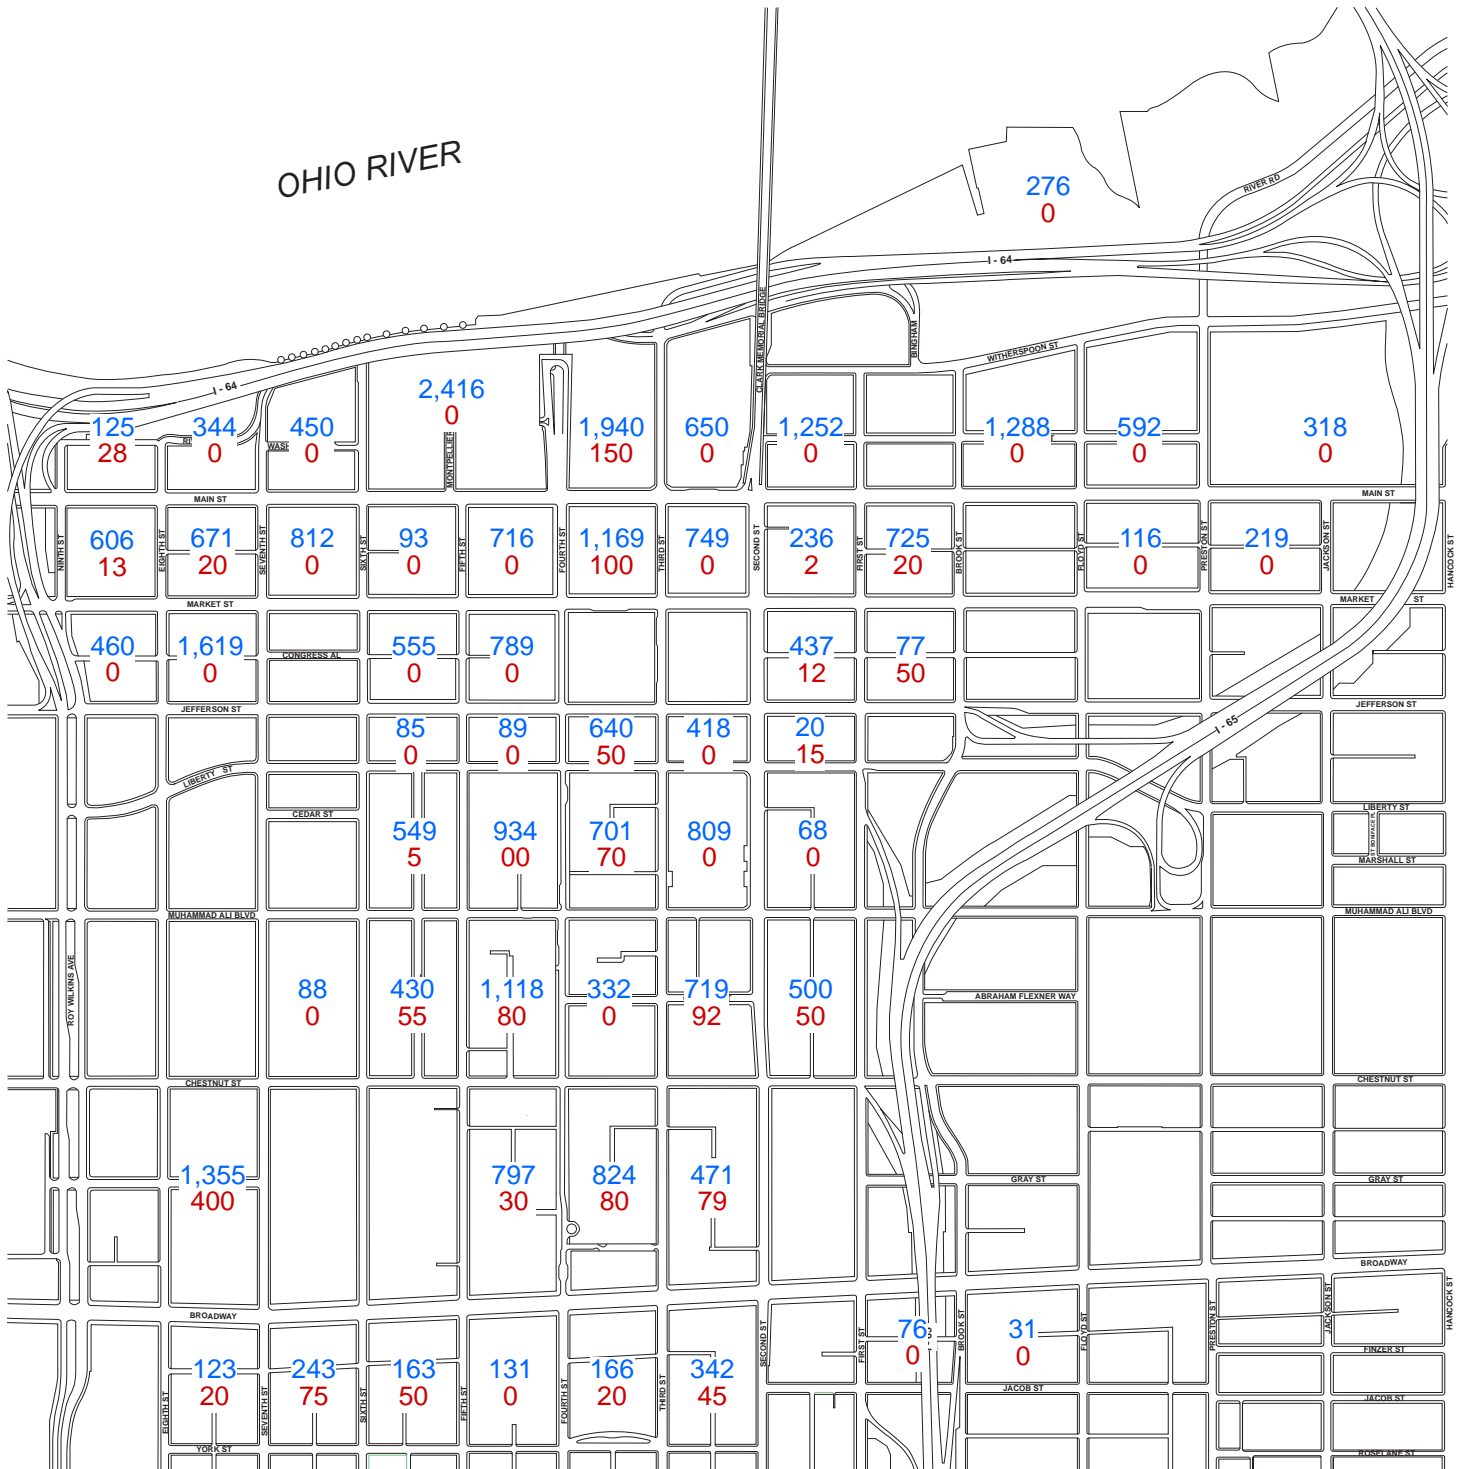 OHIO RIVER
276
0
RIVER RD
I - 64
CLARK MEMORIAL BRIDGE
BINGHAM
WITHERSPOON ST
I - 64
2,416
0
MONTPELIER
125
28
344
0
450
0
WASH
1,940
150
650
0
1,252
0
1,288
0
592
0
318
0
MAIN ST
MAIN ST
NINTH ST
EIGHTH ST
SEVENTH ST
SIXTH ST
FIFTH ST
FOURTH ST
THIRD ST
SECOND ST
FIRST ST
BROOK ST
FLOYD ST
PRESTON ST
JACKSON ST
HANCOCK ST
606
13
671
20
812
0
93
0
716
0
1,169
100
749
0
236
2
725
20
116
0
219
0
MARKET ST
MARKET ST
460
0
1,619
0
CONGRESS AL
555
0
789
0
437
12
77
50
JEFFERSON ST
JEFFERSON ST
85
0
89
0
640
50
418
0
20
15
I - 65
LIBERTY ST
LIBERTY ST
CEDAR ST
549
5
934
00
701
70
809
0
68
0
ST BONIFACE PL
MARSHALL ST
MUHAMMAD ALI BLVD
MUHAMMAD ALI BLVD
ROY WILKINS AVE
88
0
430
55
1,118
80
332
0
719
92
500
50
ABRAHAM FLEXNER WAY
CHESTNUT ST
CHESTNUT ST
1,355
400
797
30
824
80
471
79
GRAY ST
GRAY ST
BROADWAY
BROADWAY
EIGHTH ST
SEVENTH ST
SIXTH ST
FIFTH ST
FOURTH ST
THIRD ST
SECOND ST
FIRST ST
BROOK ST
FLOYD ST
PRESTON ST
JACKSON ST
HANCOCK ST
123
20
243
75
163
50
131
0
166
20
342
45
76
0
31
0
FINZER ST
JACOB ST
JACOB ST
YORK ST
ROSELANE ST